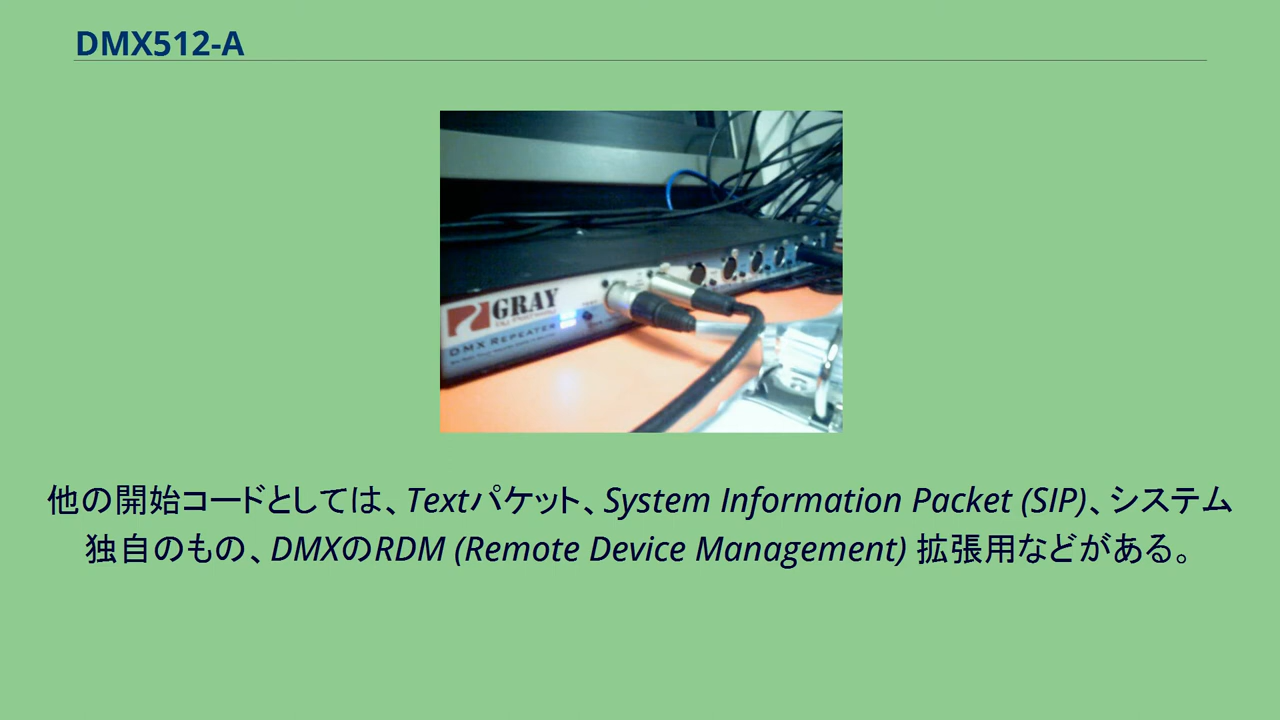 DMX512-A
GRAY
DMX REPEATER
他の開始コードとしては、Textパケット、System Information Packet (SIP)、システム
独自のもの、DMXのRDM (Remote Device Management) 拡張用などがある。